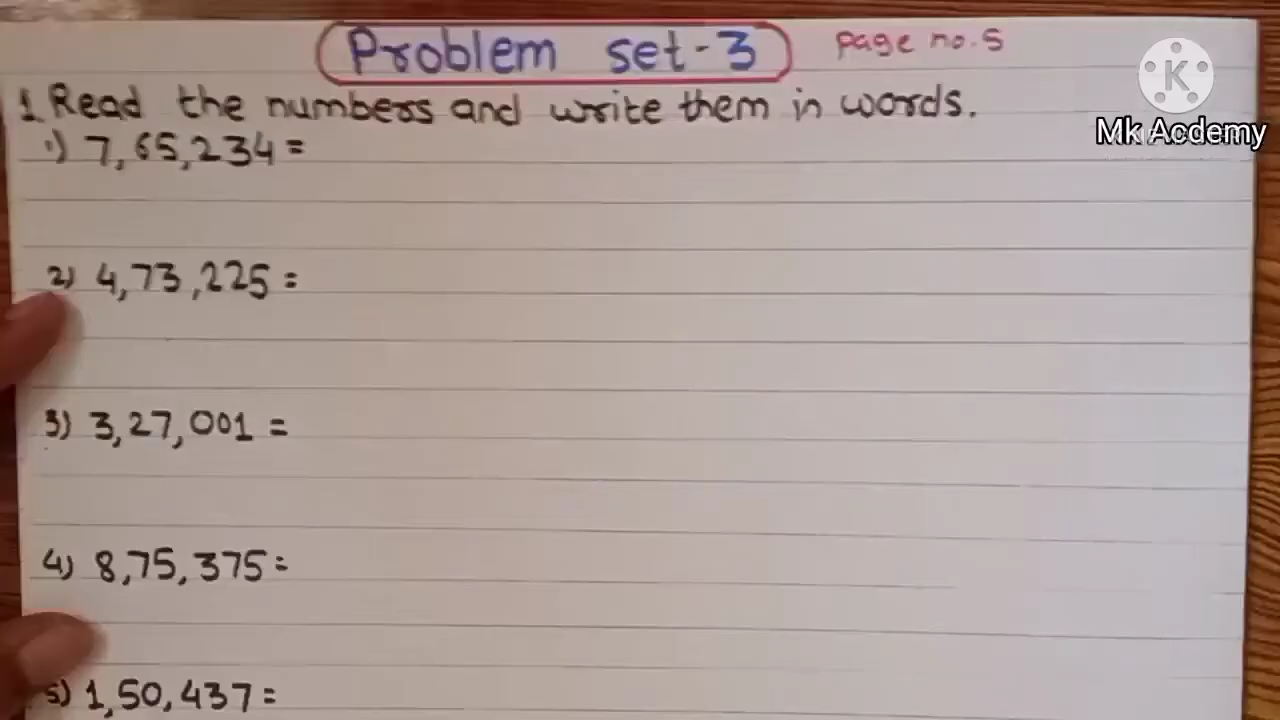 Problem set-3 page no.5
K
Mk Acdemy
1. Read the numbers and write them in words.
1) 7,65,234=
2) 4,73,225=
3) 3,27,001=
4) 8,75,375=
5) 1,50,437=